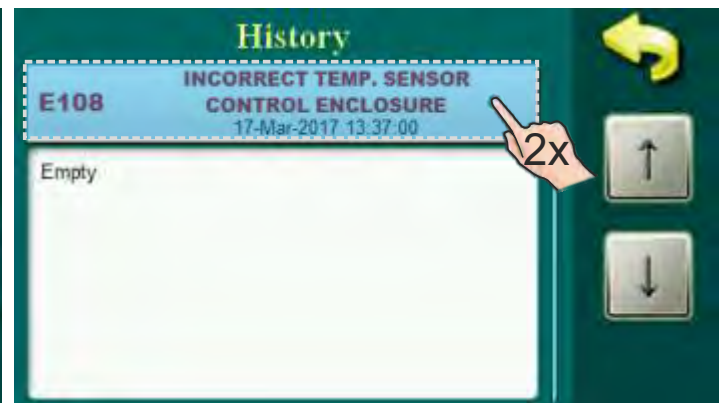 History
E108
INCORRECT TEMP. SENSOR
CONTROL ENCLOSURE
17-Mar-2017 13:37:00
2x
Empty
↑
↓